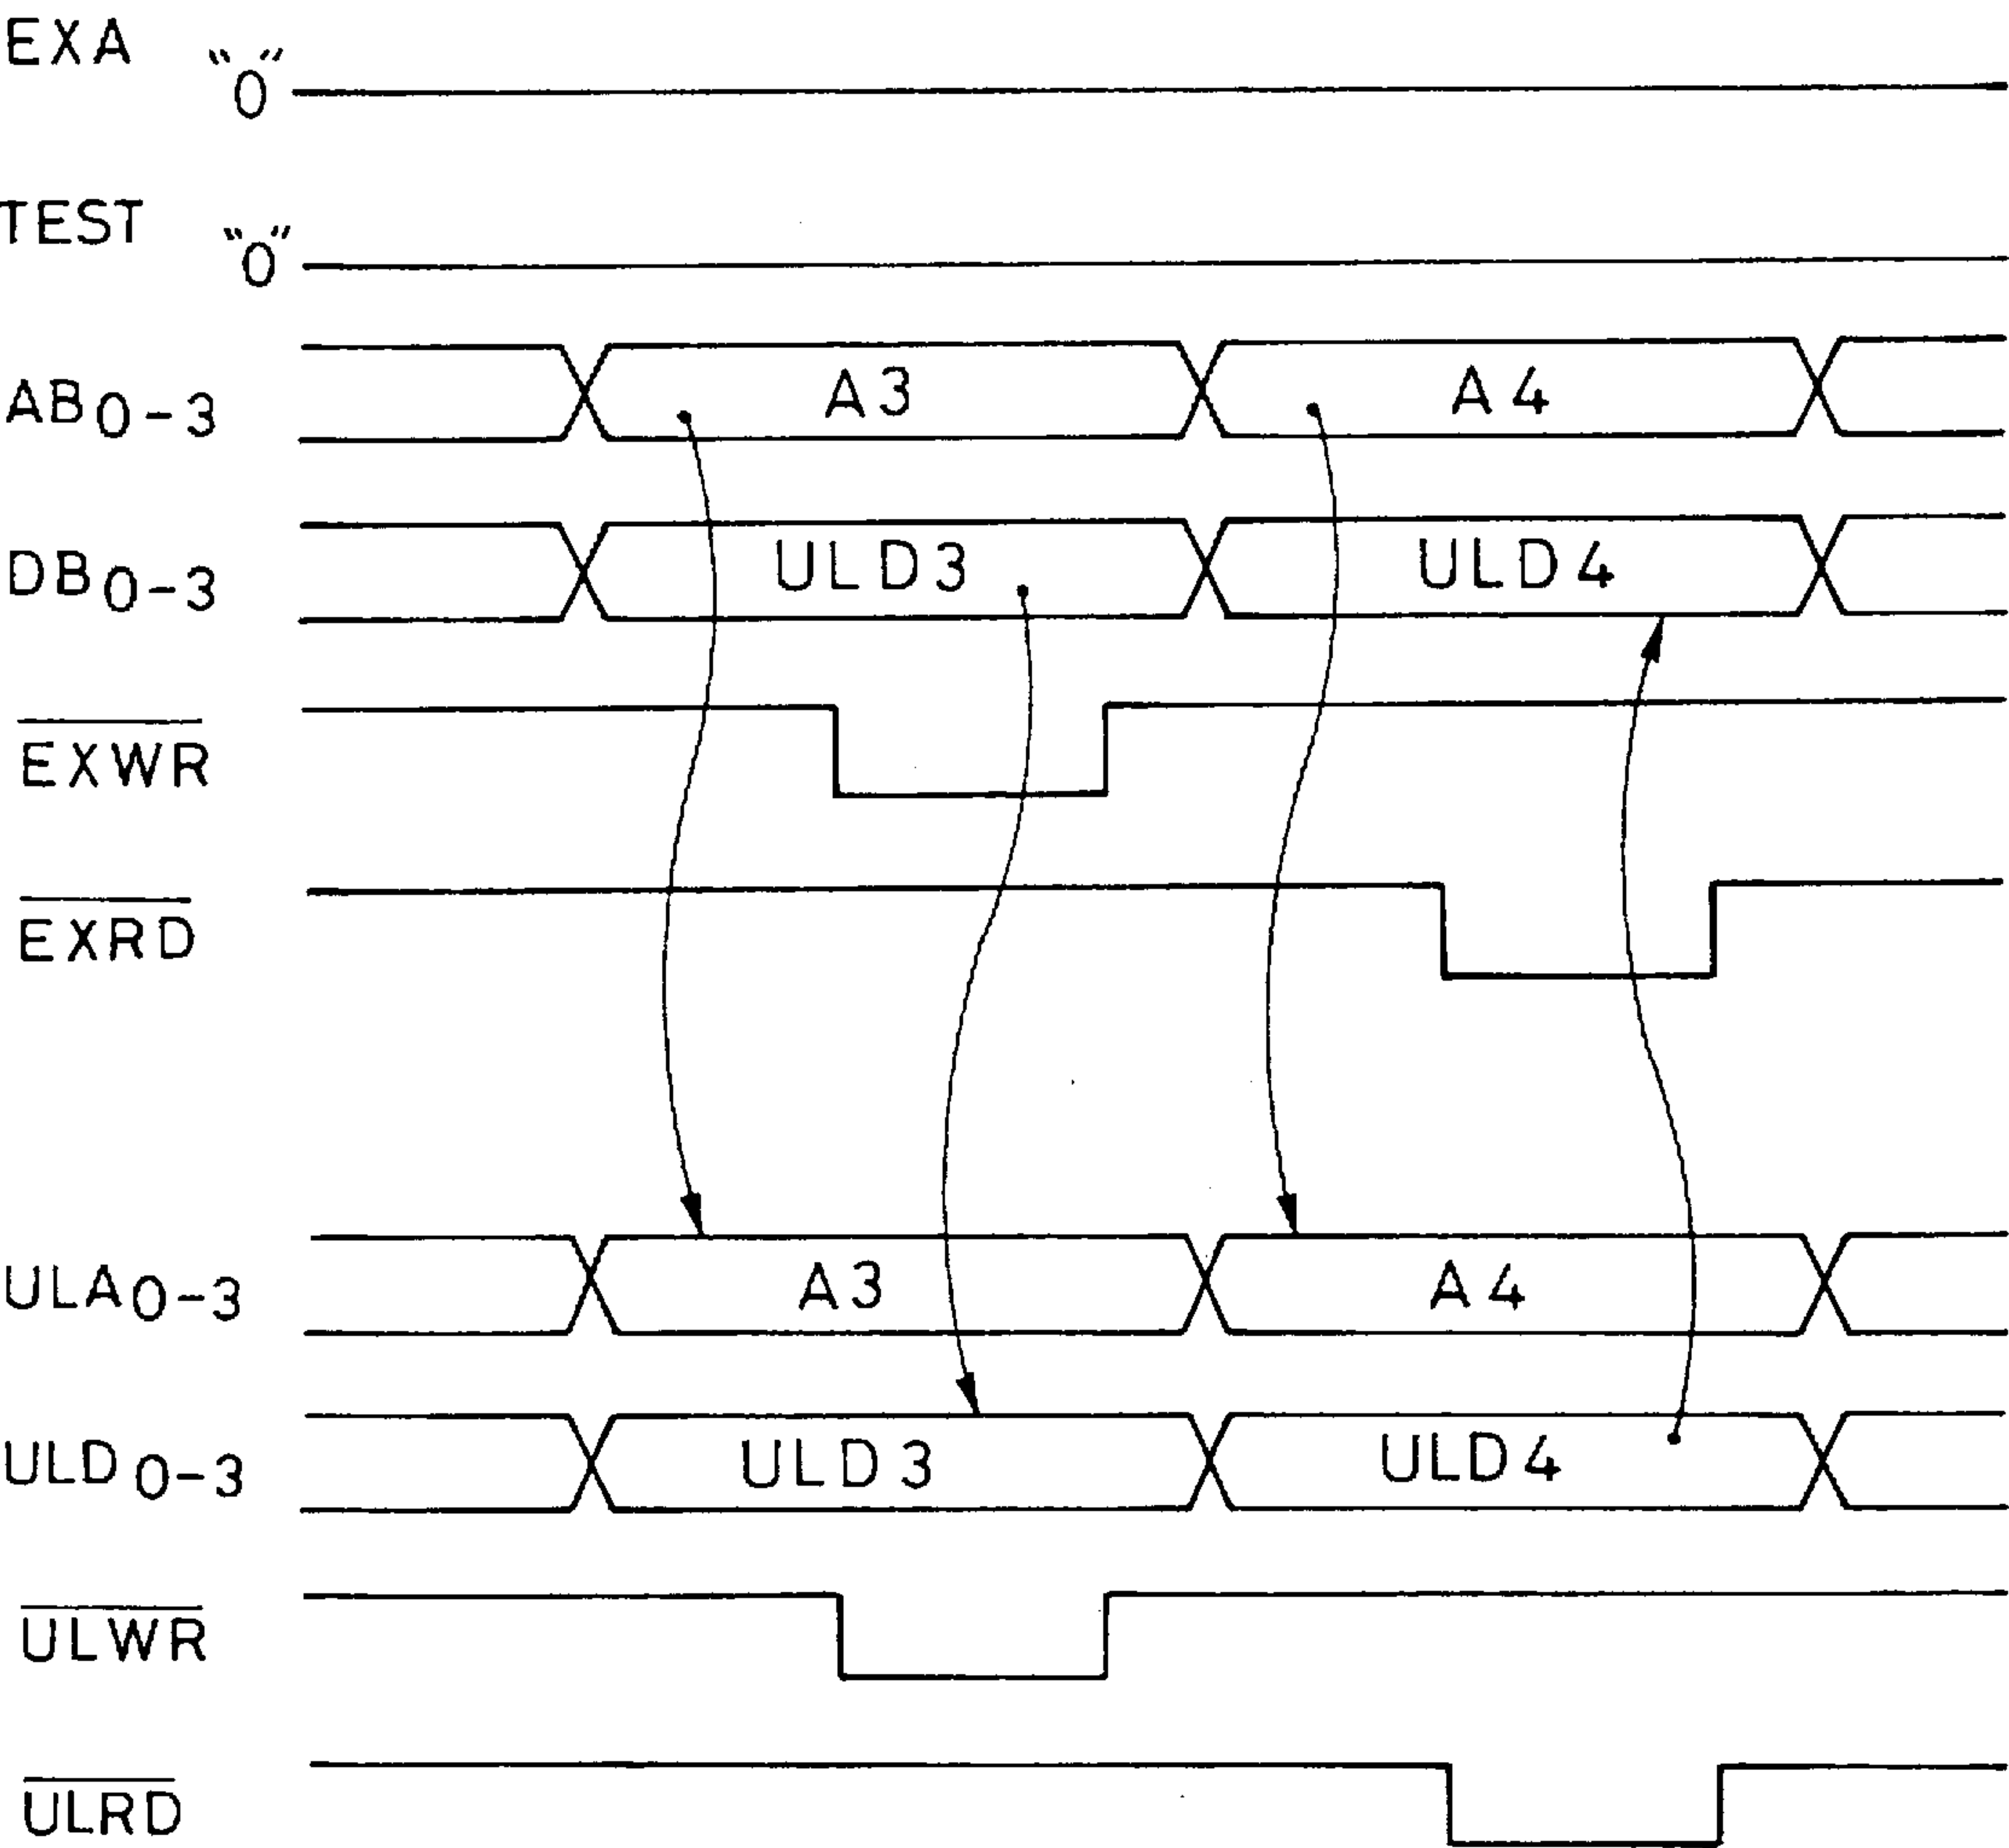 EXA "0"
TEST "0"
AB0-3 A3 A4
DB0-3 ULD3 ULD4
EXWR
EXRD
ULA0-3 A3 A4
ULD0-3 ULD3 ULD4
ULWR
ULRD